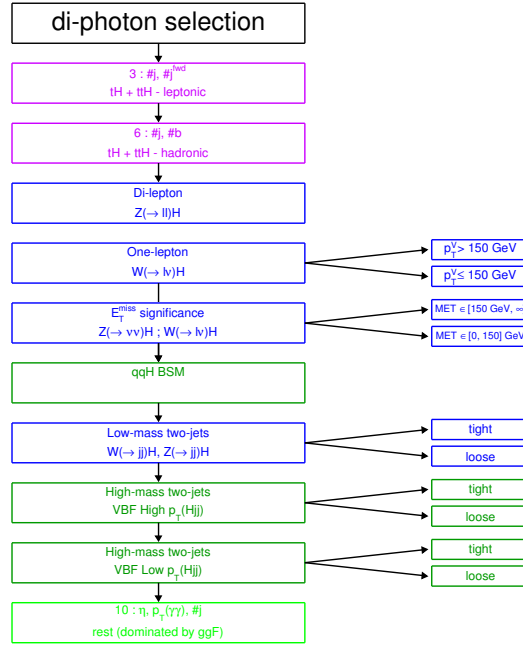 di-photon selection
3 : #j, #j^fwd
tH + ttH - leptonic
6 : #j, #b
tH + ttH - hadronic
Di-lepton
Z(→ ll)H
One-lepton
W(→ lν)H
p_T^V > 150 GeV
p_T^V ≤ 150 GeV
E_T^miss significance
Z(→ νν)H ; W(→ lν)H
MET ∈ [150 GeV, ∞
MET ∈ [0, 150] GeV
qqH BSM
Low-mass two-jets
W(→ jj)H, Z(→ jj)H
tight
loose
High-mass two-jets
VBF High p_T(Hjj)
tight
loose
High-mass two-jets
VBF Low p_T(Hjj)
tight
loose
10 : η, p_T(γγ), #j
rest (dominated by ggF)